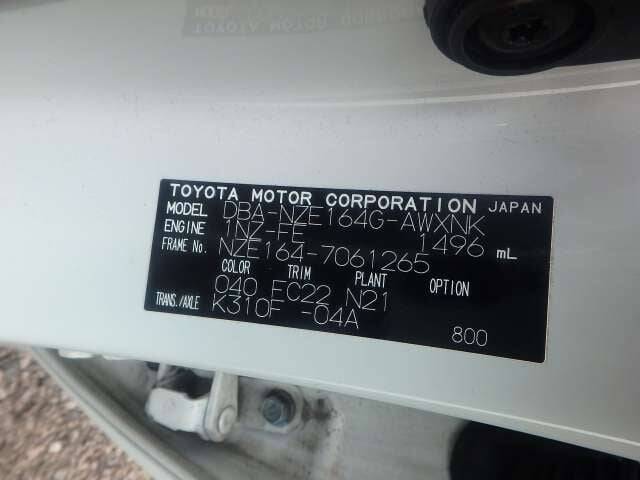 TOYOTA MOTOR CORPORATION JAPAN
MODEL DBA-NZE164G-AWXNK
ENGINE 1NZ-FE 1496 mL
FRAME No. NZE164-7061265
COLOR TRIM PLANT OPTION
040 FC22 N21
TRANS./AXLE K310F -04A
800